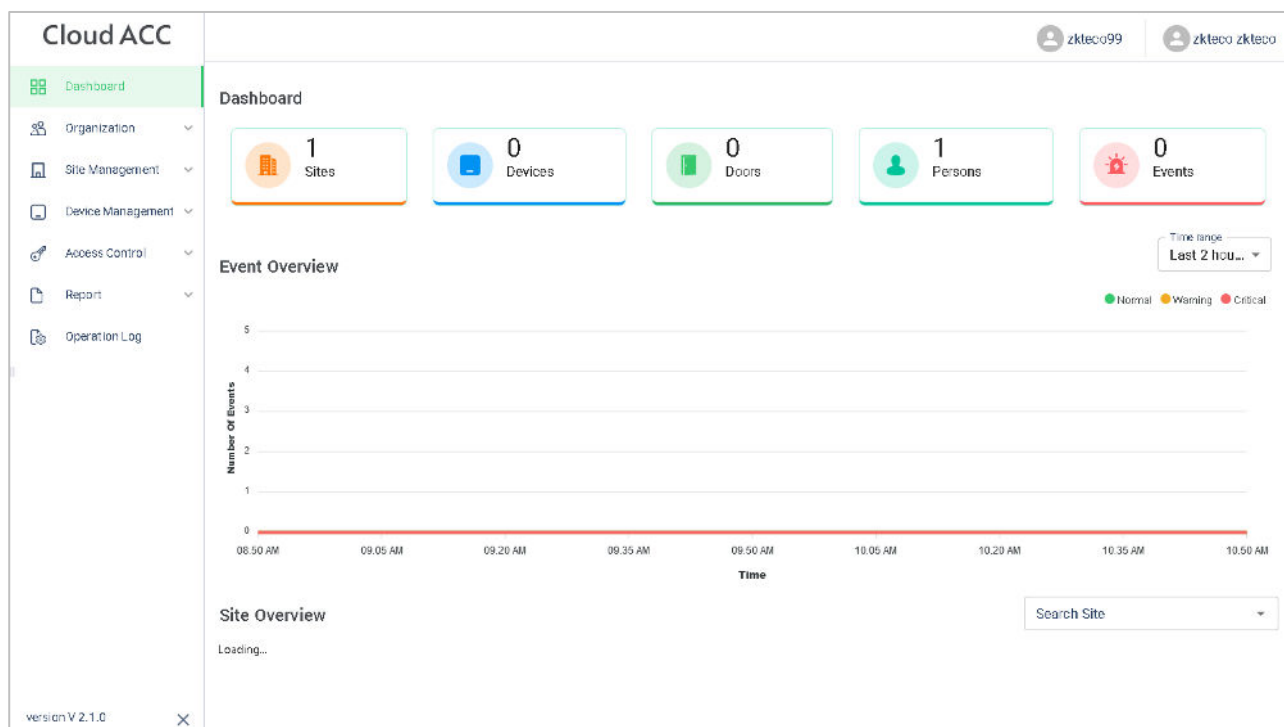 Cloud ACC
zkteco99
zkteco zkteco
Dashboard
Organization
Site Management
Device Management
Access Control
Report
Operation Log
version V 2.1.0
Dashboard
1
Sites
0
Devices
0
Doors
1
Persons
0
Events
Event Overview
Time range
Last 2 hou...
Normal
Warning
Critical
Number Of Events
5
4
3
2
1
0
08.50 AM
09.05 AM
09.20 AM
09.35 AM
09.50 AM
10.05 AM
10.20 AM
10.35 AM
10.50 AM
Time
Site Overview
Search Site
Loading...